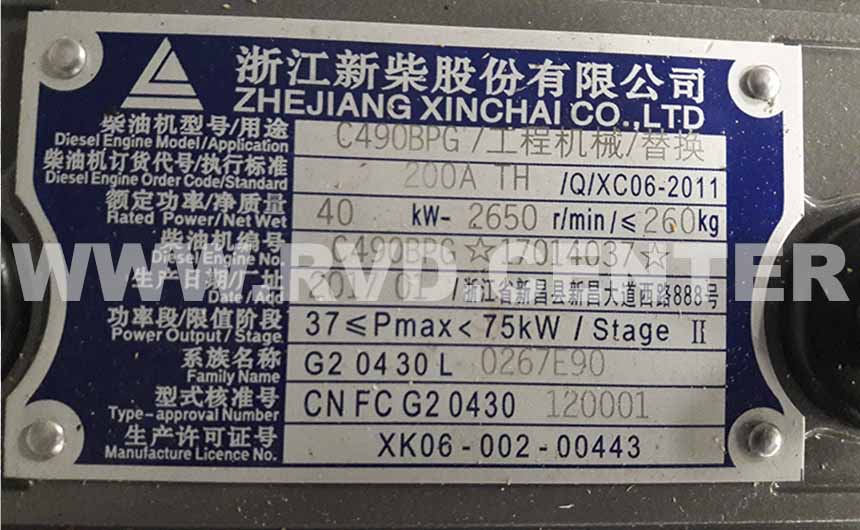 浙江新柴股份有限公司
ZHEJIANG XINCHAI CO.,LTD
柴油机型号/用途 C490BPG /工程机械/替换
Diesel Engine Model/Application
柴油机订货代号/执行标准 200A TH /Q/XC06-2011
Diesel Engine Order Code/Standard
额定功率/净质量 40 kW- 2650 r/min/≤260kg
Rated Power/Net Wet
柴油机编号 C490BPG☆17014037☆
Diesel Engine No.
WWW.RVD.CENTER
生产日期/厂址 201 01 /浙江省新昌县新昌大道西路888号
Date/Add
功率段/限值阶段 37≤Pmax<75kW / Stage Ⅱ
Power Output/Stage
系族名称 G2 0430L 0267E90
Family Name
型式核准号 CN FC G2 0430 120001
Type-approval Number
生产许可证号 XK06-002-00443
Manufacture Licence No.